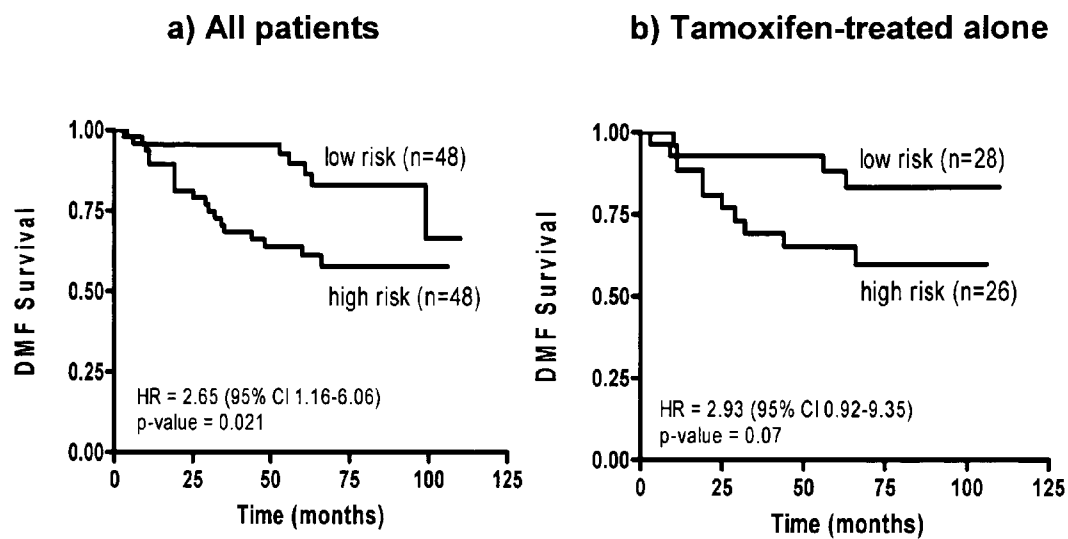 a) All patients
DMF Survival
1.00
0.75
0.50
0.25
0.00
low risk (n=48)
high risk (n=48)
HR = 2.65 (95% CI 1.16-6.06)
p-value = 0.021
0 25 50 75 100 125
Time (months)
b) Tamoxifen-treated alone
DMF Survival
1.00
0.75
0.50
0.25
0.00
low risk (n=28)
high risk (n=26)
HR = 2.93 (95% CI 0.92-9.35)
p-value = 0.07
0 25 50 75 100 125
Time (months)